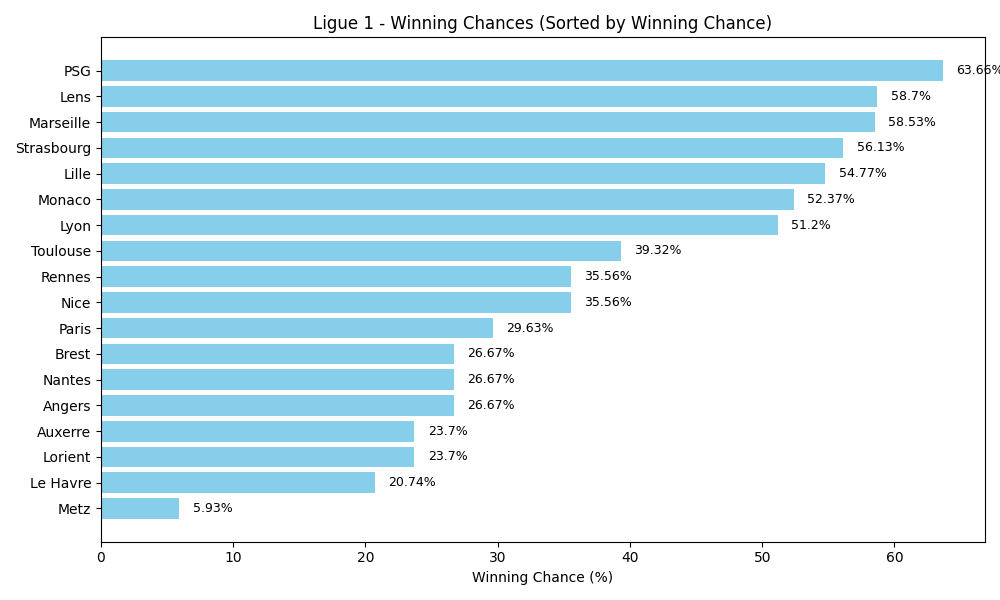 Ligue 1 - Winning Chances (Sorted by Winning Chance)
PSG 63.66%
Lens 58.7%
Marseille 58.53%
Strasbourg 56.13%
Lille 54.77%
Monaco 52.37%
Lyon 51.2%
Toulouse 39.32%
Rennes 35.56%
Nice 35.56%
Paris 29.63%
Brest 26.67%
Nantes 26.67%
Angers 26.67%
Auxerre 23.7%
Lorient 23.7%
Le Havre 20.74%
Metz 5.93%
0 10 20 30 40 50 60
Winning Chance (%)